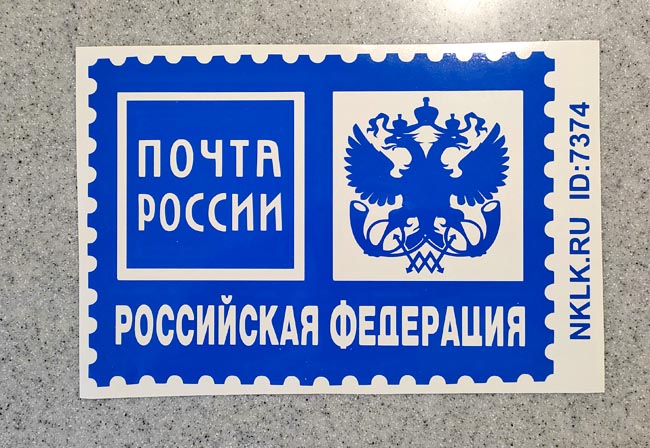 ПОЧТА
РОССИИ
РОССИЙСКАЯ ФЕДЕРАЦИЯ
NKLK.RU ID:7374